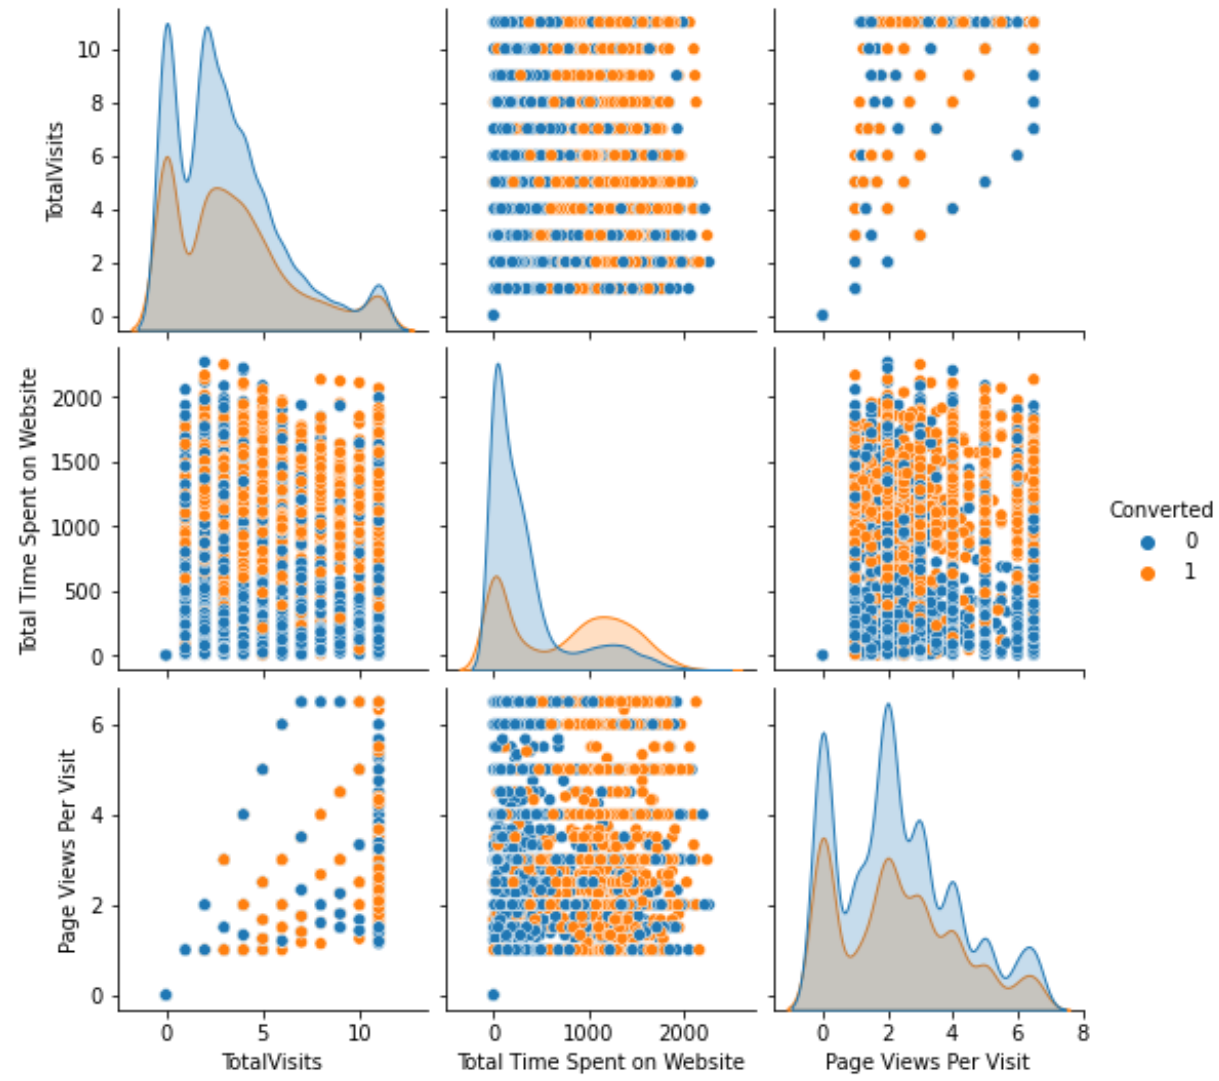 TotalVisits
10
8
6
4
2
0
Total Time Spent on Website
2000
1500
1000
500
0
Converted
0
1
Page Views Per Visit
6
4
2
0
0 5 10
0 1000 2000
0 2 4 6 8
TotalVisits
Total Time Spent on Website
Page Views Per Visit